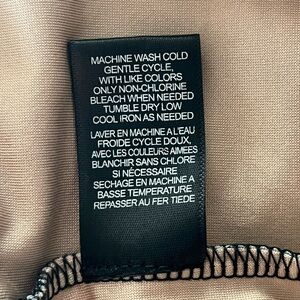 MACHINE WASH COLD
GENTLE CYCLE,
WITH LIKE COLORS
ONLY NON-CHLORINE
BLEACH WHEN NEEDED
TUMBLE DRY LOW
COOL IRON AS NEEDED
LAVER EN MACHINE A L'EAU
FROIDE CYCLE DOUX,
AVEC LES COULEURS AIMEES
BLANCHIR SANS CHLORE
SI NÉCESSAIRE
SECHAGE EN MACHINE A
BASSE TEMPERATURE
REPASSER AU FER TIEDE